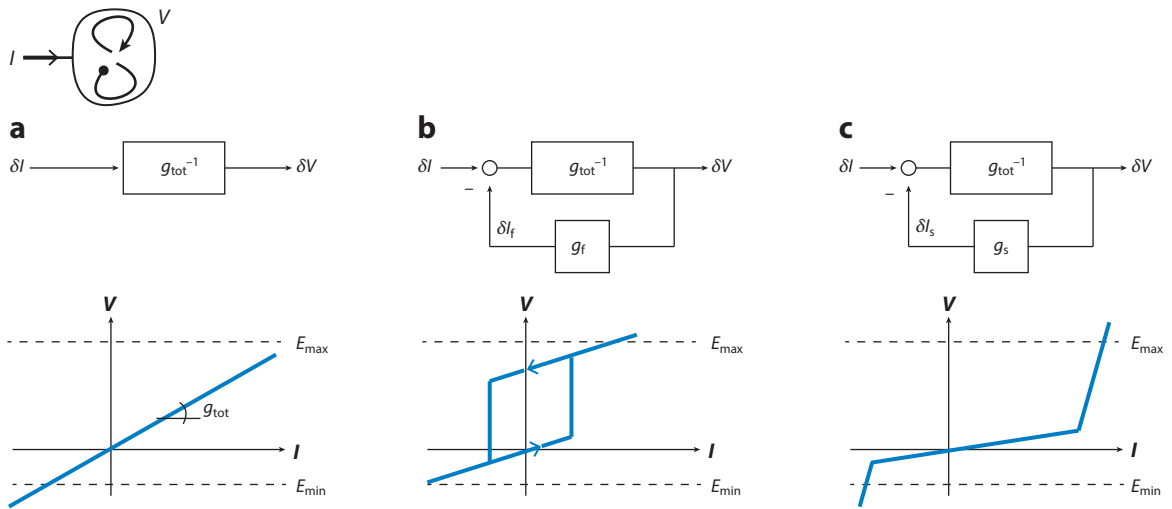 V
I
a
b
c
δI
g_tot⁻¹
δV
δI
–
g_tot⁻¹
δV
δI_f
g_f
δI
–
g_tot⁻¹
δV
δI_s
g_s
V
E_max
g_tot
I
E_min
V
E_max
I
E_min
V
E_max
I
E_min